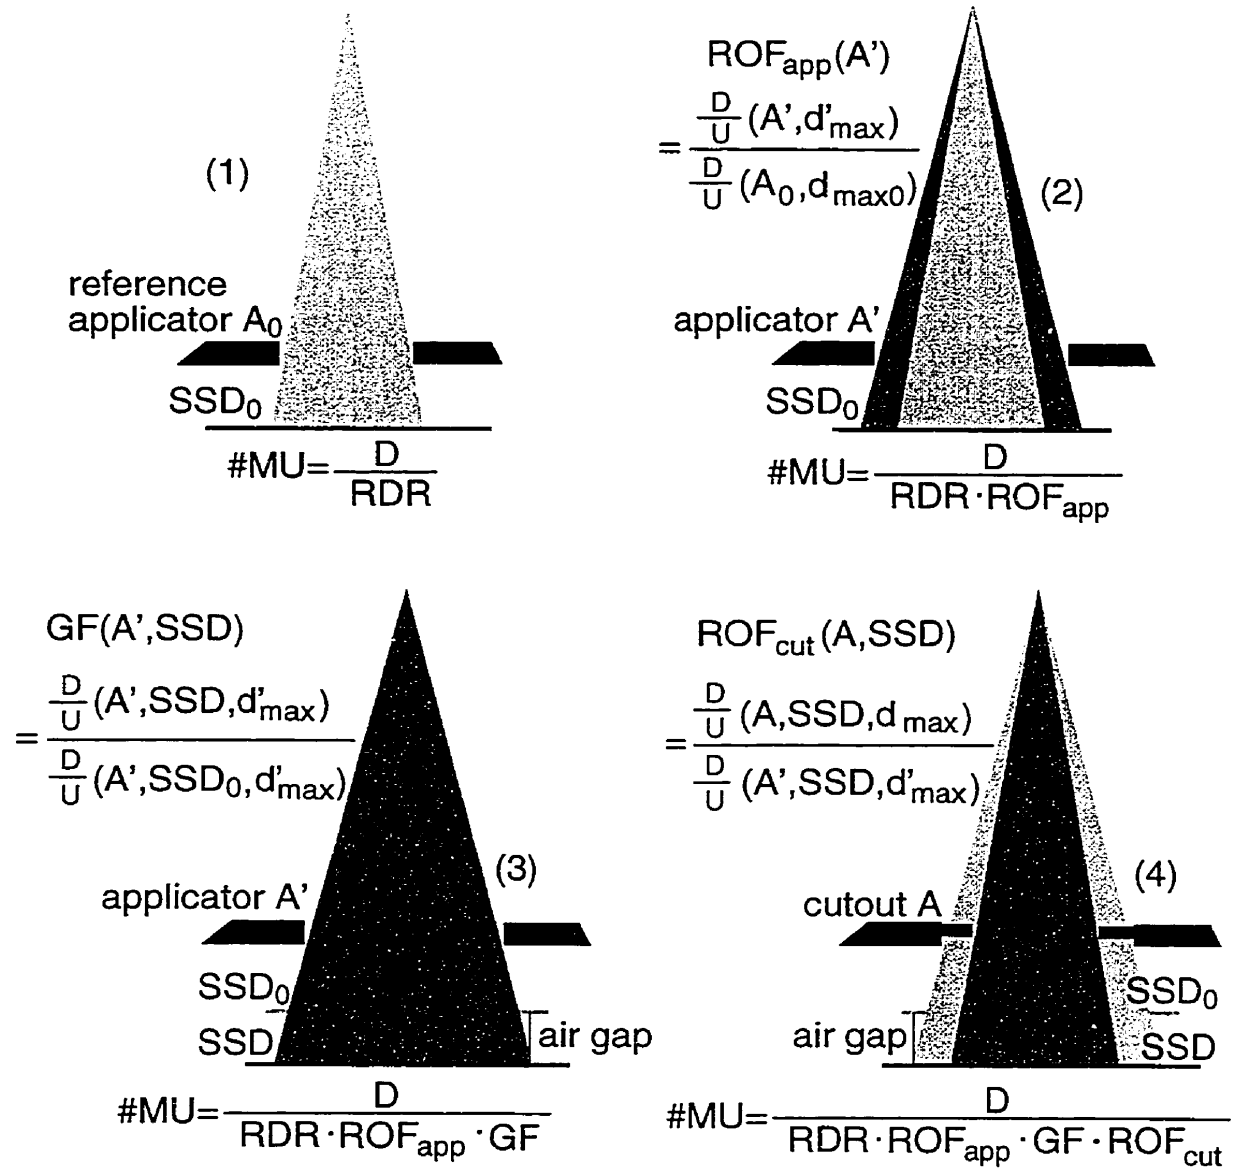 (1)
reference
applicator A₀
SSD₀
#MU= D / RDR
ROFapp(A')
= D/U (A',d'max) / D/U (A₀,dmax0)
(2)
applicator A'
SSD₀
#MU= D / RDR·ROFapp
GF(A',SSD)
= D/U (A',SSD,d'max) / D/U (A',SSD₀,d'max)
(3)
applicator A'
SSD₀
SSD
air gap
#MU= D / RDR·ROFapp·GF
ROFcut(A,SSD)
= D/U (A,SSD,dmax) / D/U (A',SSD,d'max)
(4)
cutout A
SSD₀
air gap
SSD
#MU= D / RDR·ROFapp·GF·ROFcut